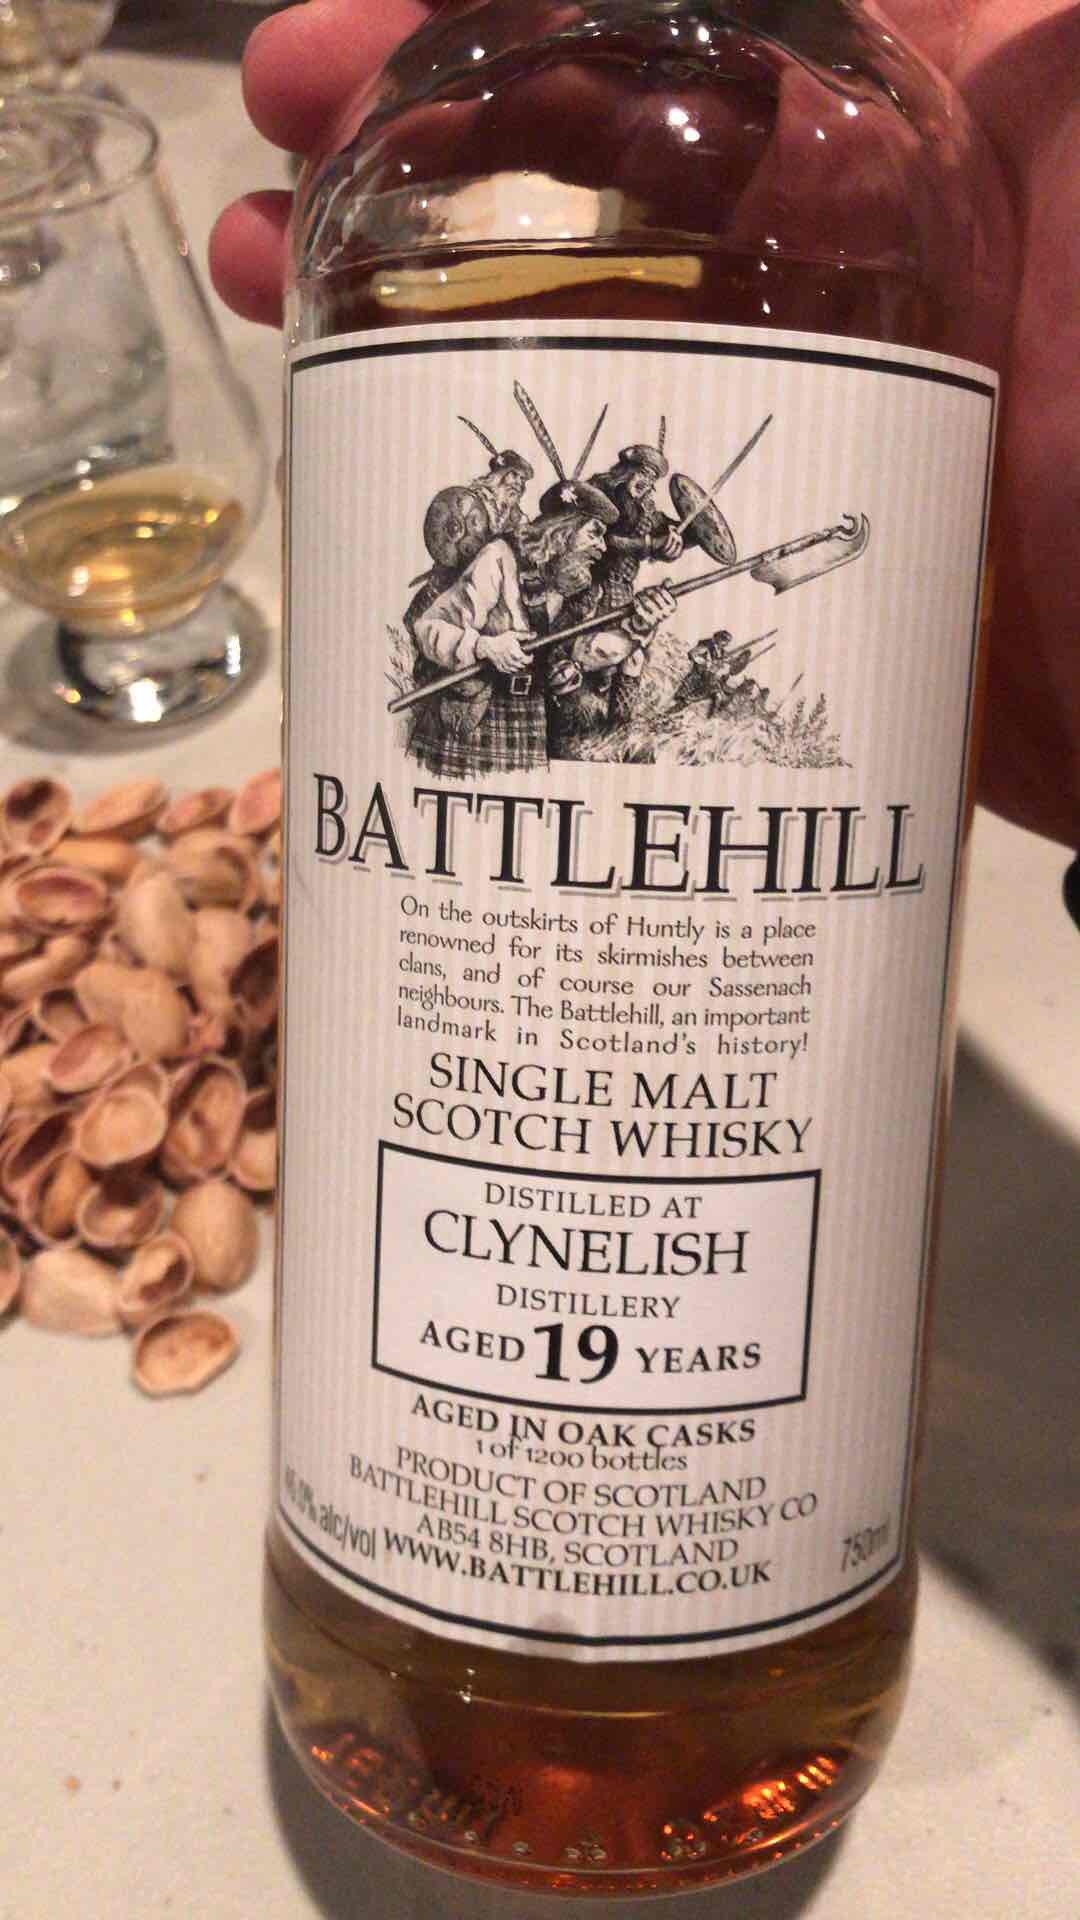 BATTLEHILL
On the outskirts of Huntly is a place
renowned for its skirmishes between
clans, and of course our Sassenach
neighbours. The Battlehill, an important
landmark in Scotland's history!
SINGLE MALT
SCOTCH WHISKY
DISTILLED AT
CLYNELISH
DISTILLERY
AGED 19 YEARS
AGED IN OAK CASKS
1 of 1200 bottles
PRODUCT OF SCOTLAND
BATTLEHILL SCOTCH WHISKY CO
AB54 8HB, SCOTLAND
alc/vol WWW.BATTLEHILL.CO.UK 750ml